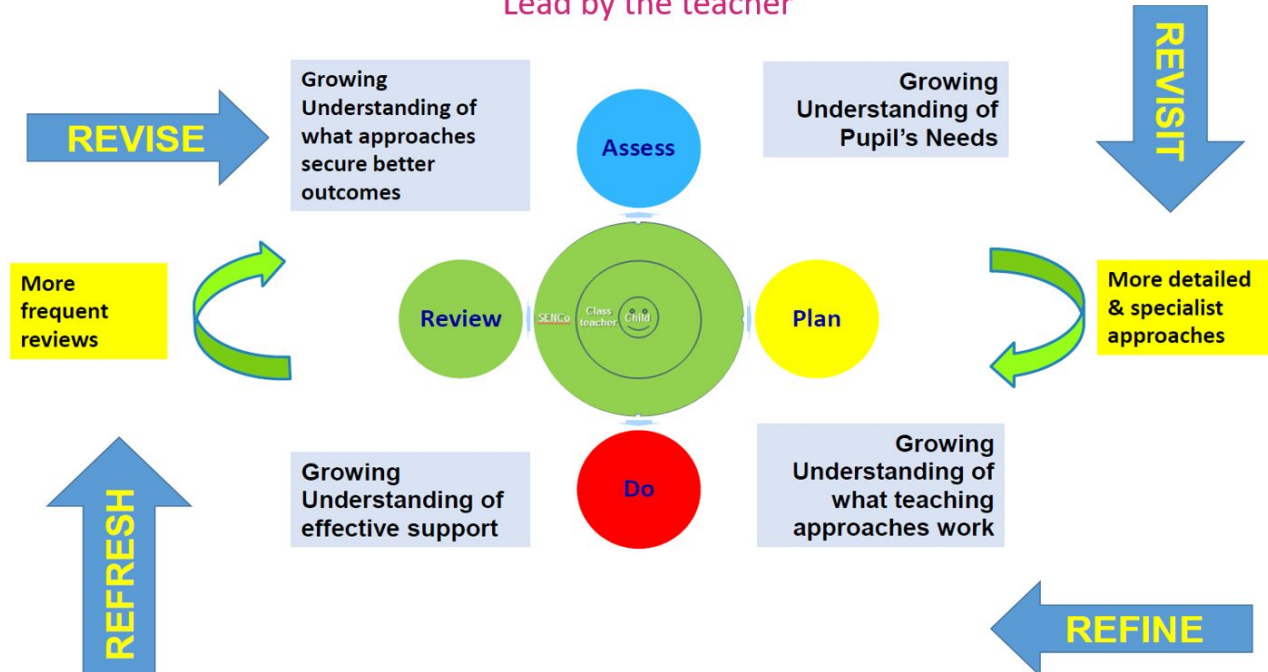 Lead by the teacher
REVISE
Growing
Understanding of
what approaches
secure better
outcomes
Assess
Growing
Understanding of
Pupil's Needs
REVISIT
More
frequent
reviews
Review
SENCo
Class
teacher
Child
Plan
More detailed
& specialist
approaches
REFRESH
Growing
Understanding of
effective support
Do
Growing
Understanding of
what teaching
approaches work
REFINE